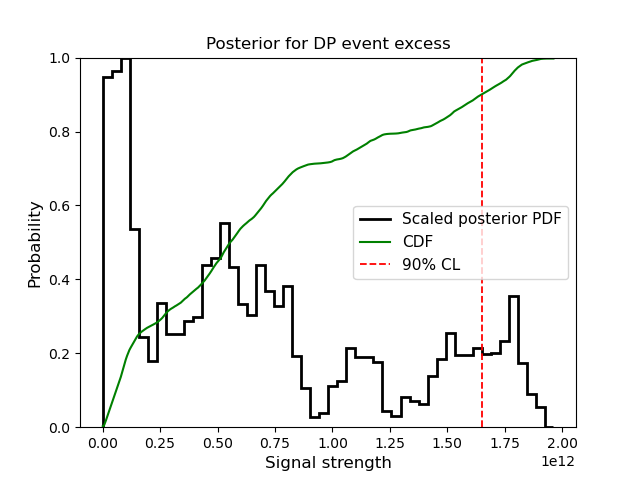 Posterior for DP event excess
Probability
1.0
0.8
0.6
0.4
0.2
0.0
Scaled posterior PDF
CDF
90% CL
0.00 0.25 0.50 0.75 1.00 1.25 1.50 1.75 2.00
1e12
Signal strength